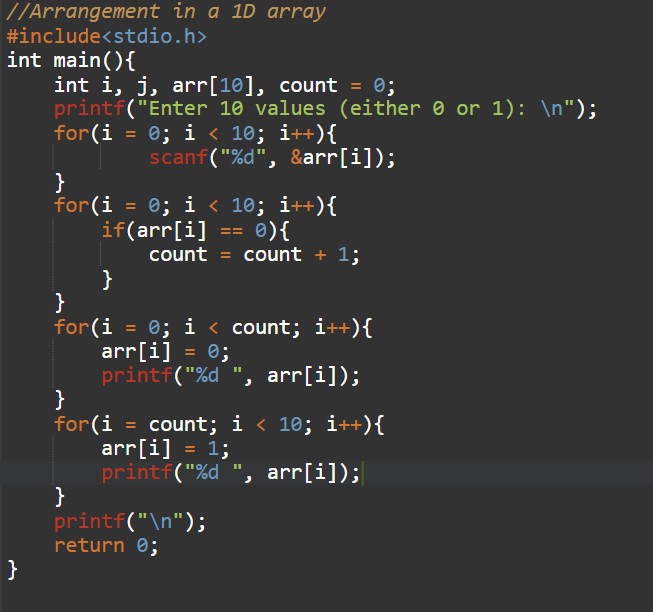 //Arrangement in a 1D array
#include<stdio.h>
int main(){
    int i, j, arr[10], count = 0;
    printf("Enter 10 values (either 0 or 1): \n");
    for(i = 0; i < 10; i++){
            scanf("%d", &arr[i]);
    }
    for(i = 0; i < 10; i++){
        if(arr[i] == 0){
            count = count + 1;
        }
    }
    for(i = 0; i < count; i++){
        arr[i] = 0;
        printf("%d ", arr[i]);
    }
    for(i = count; i < 10; i++){
        arr[i] = 1;
        printf("%d ", arr[i]);
    }
    printf("\n");
    return 0;
}